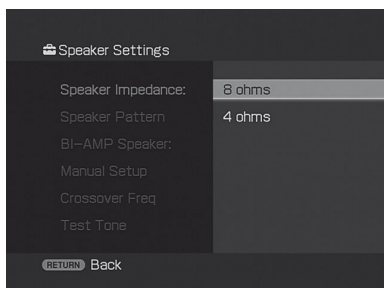 Speaker Settings
Speaker Impedance: 8 ohms
Speaker Pattern 4 ohms
BI-AMP Speaker:
Manual Setup
Crossover Freq
Test Tone
RETURN Back